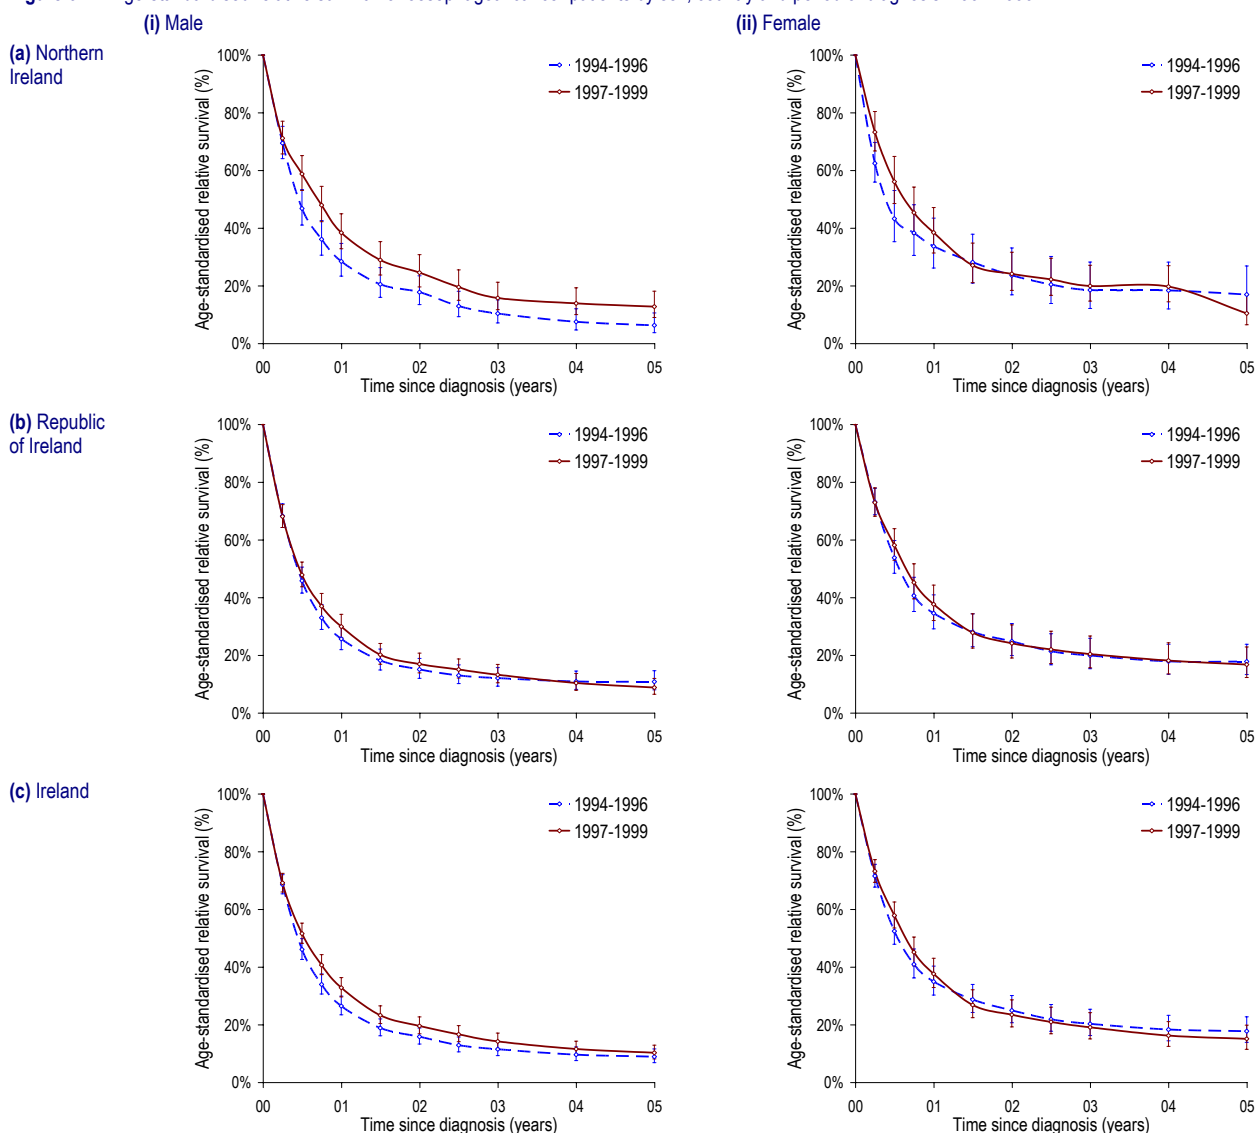 (i) Male
(ii) Female
(a) Northern
Ireland
Age-standardised relative survival (%)
100%
80%
60%
40%
20%
0%
00 01 02 03 04 05
Time since diagnosis (years)
1994-1996
1997-1999
Age-standardised relative survival (%)
100%
80%
60%
40%
20%
0%
00 01 02 03 04 05
Time since diagnosis (years)
1994-1996
1997-1999
(b) Republic
of Ireland
Age-standardised relative survival (%)
100%
80%
60%
40%
20%
0%
00 01 02 03 04 05
Time since diagnosis (years)
1994-1996
1997-1999
Age-standardised relative survival (%)
100%
80%
60%
40%
20%
0%
00 01 02 03 04 05
Time since diagnosis (years)
1994-1996
1997-1999
(c) Ireland
Age-standardised relative survival (%)
100%
80%
60%
40%
20%
0%
00 01 02 03 04 05
Time since diagnosis (years)
1994-1996
1997-1999
Age-standardised relative survival (%)
100%
80%
60%
40%
20%
0%
00 01 02 03 04 05
Time since diagnosis (years)
1994-1996
1997-1999